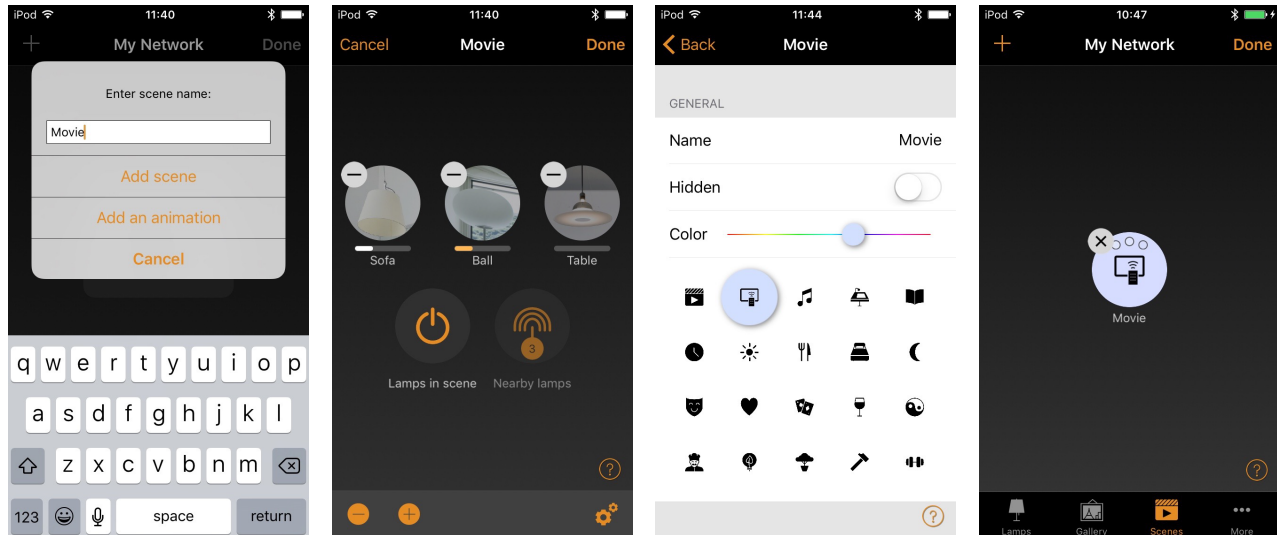 iPod 11:40
My Network Done
Enter scene name:
Movie
Add scene
Add an animation
Cancel
q w e r t y u i o p
a s d f g h j k l
z x c v b n m
123 space return
iPod 11:40
Cancel Movie Done
Sofa Ball Table
3
Lamps in scene Nearby lamps
?
iPod 11:44
Back Movie
GENERAL
Name Movie
Hidden
Color
?
iPod 10:47
+ My Network Done
Movie
?
Lamps Gallery Scenes More